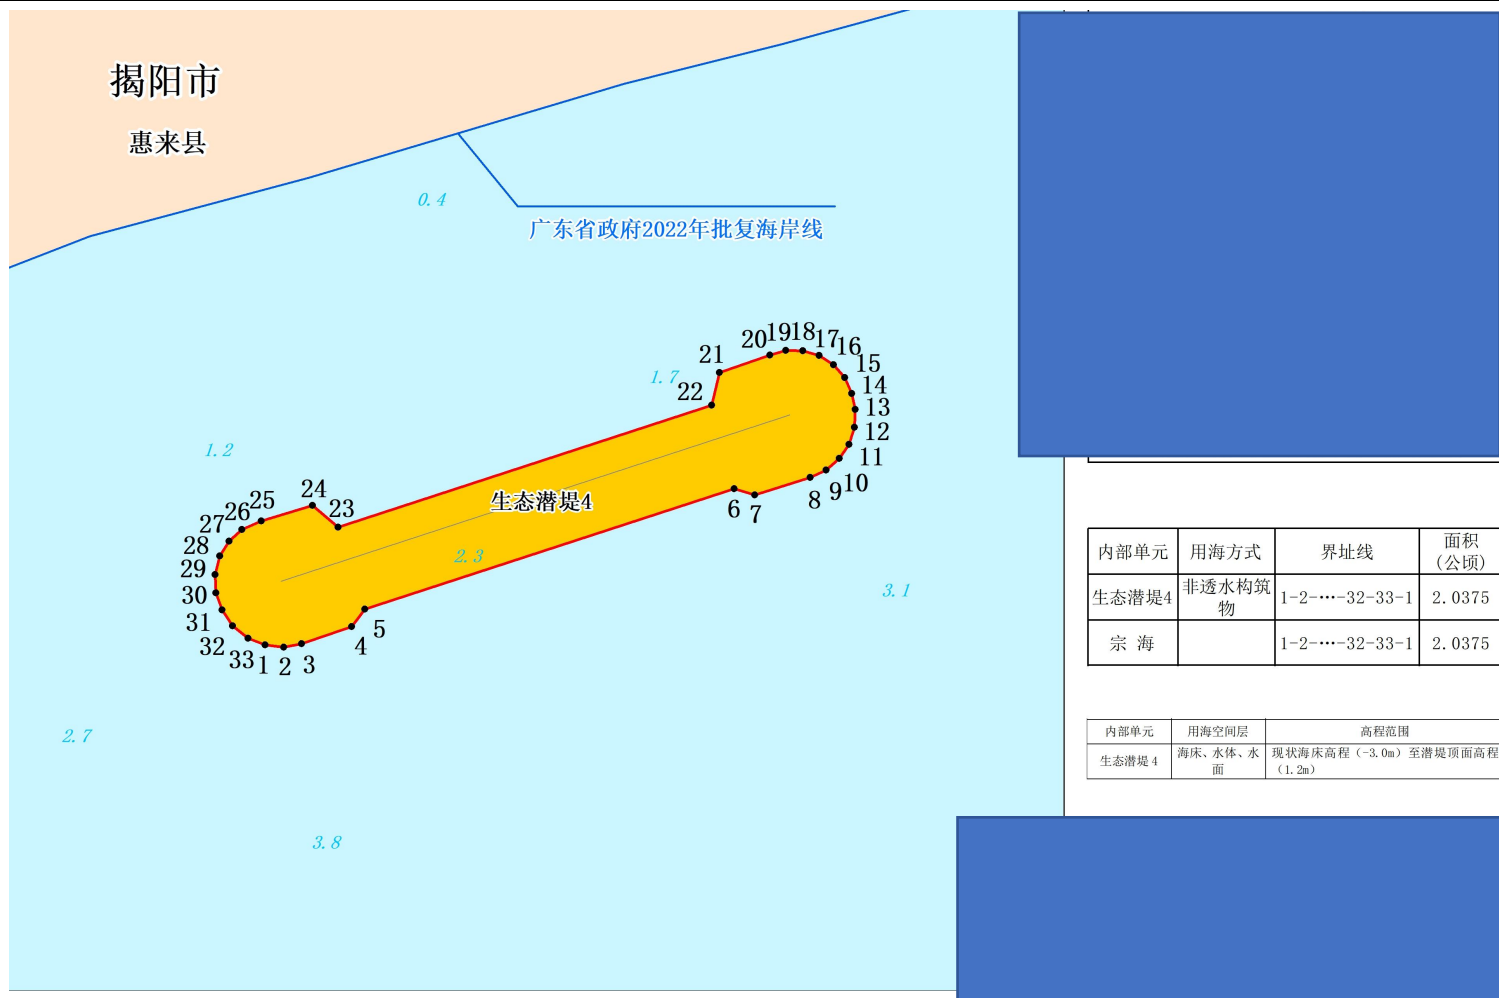 揭阳市
惠来县
0.4
广东省政府2022年批复海岸线
20 19 18 17 16 15 14 13 12 11 10 9 8 7 6
21
1.7
22
1.2
24
25
23
26
27
28
29
30
31
32
33 1 2 3
4
5
生态潜堤4
2.3
3.1
2.7
3.8
内部单元 用海方式 界址线 面积
(公顷)
生态潜堤4 非透水构筑 1-2-…-32-33-1 2.0375
物
宗 海 1-2-…-32-33-1 2.0375
内部单元 用海空间层 高程范围
生态潜堤 4 海床、水体、水 现状海床高程（-3.0m）至潜堤顶面高程
面 （1.2m）